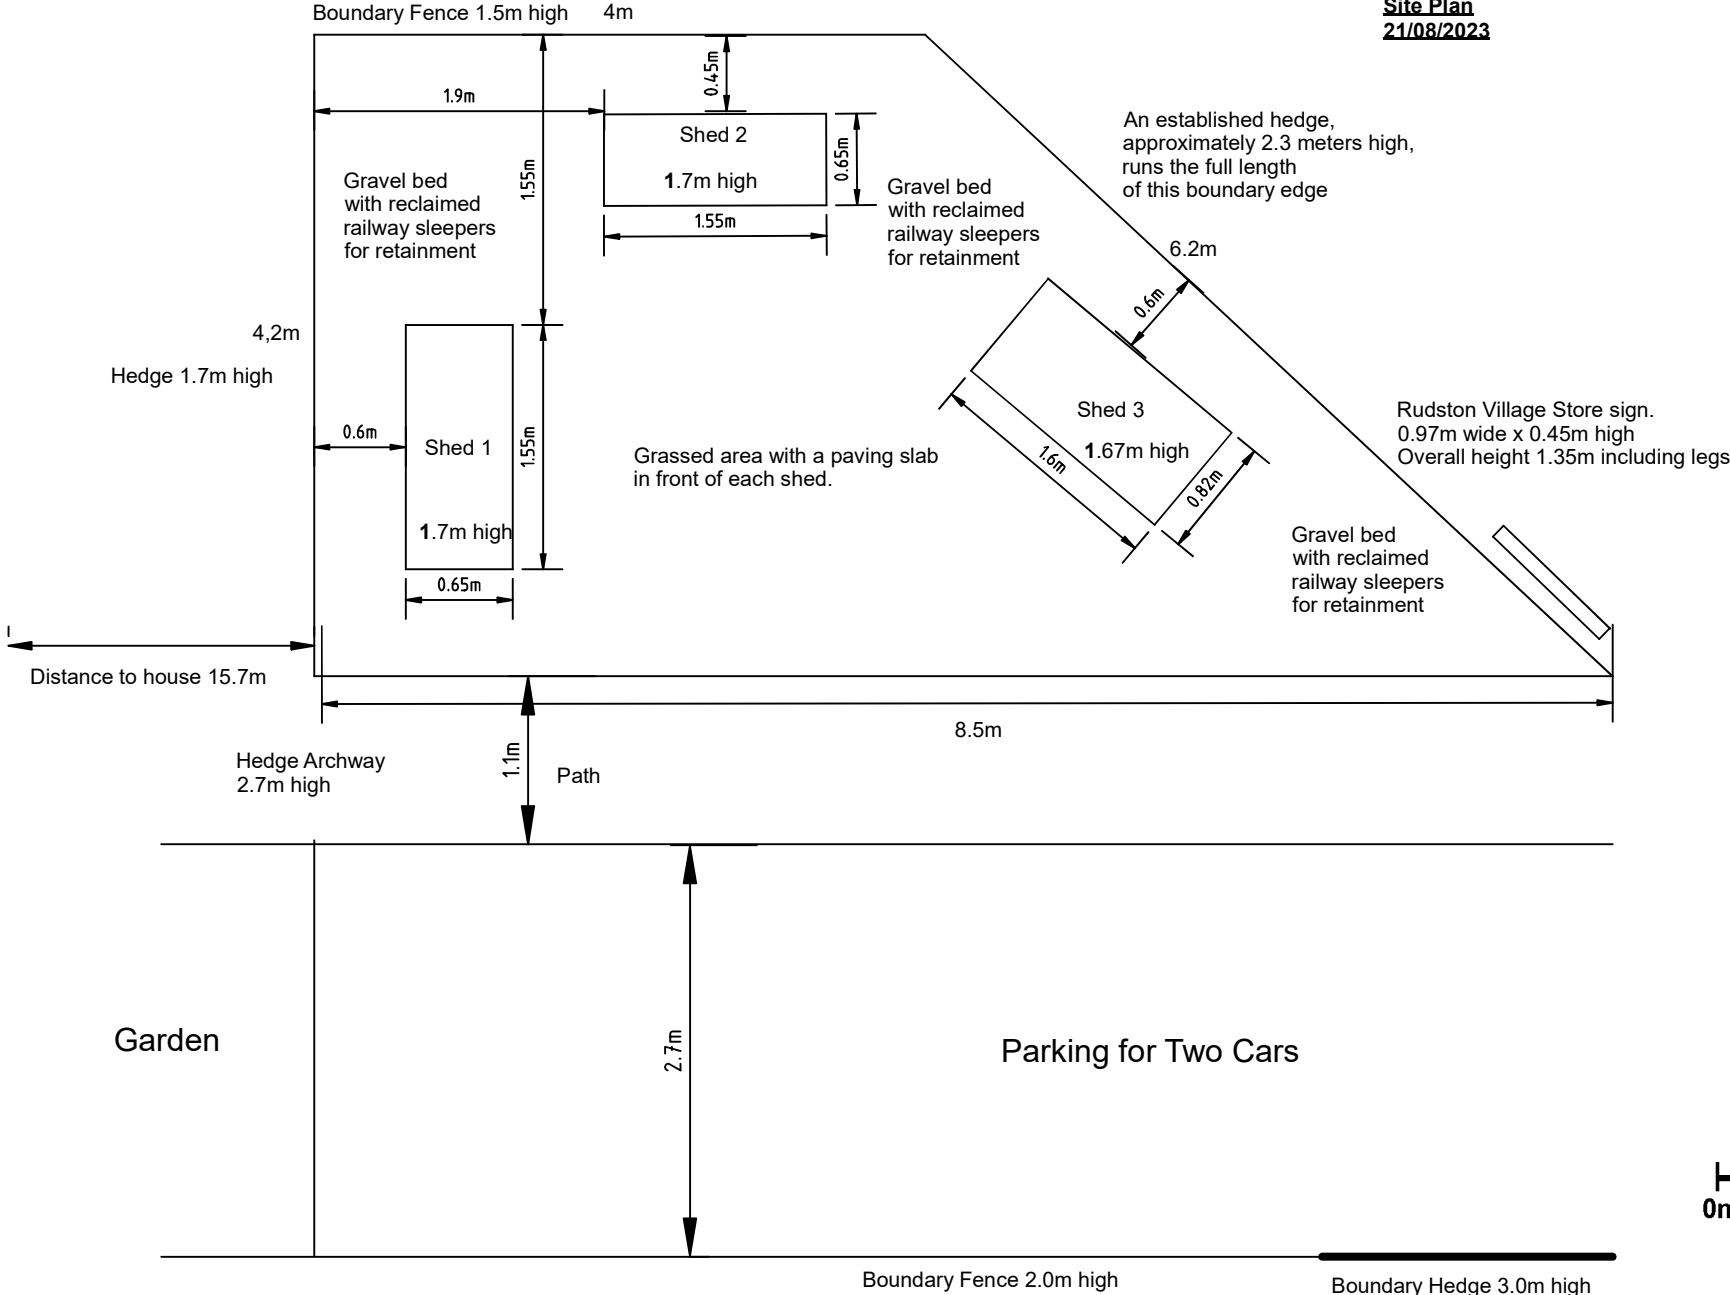 Site Plan
21/08/2023
Boundary Fence 1.5m high
4m
1.9m
0.45m
1.55m
Shed 2
1.7m high
0.65m
1.55m
Gravel bed
with reclaimed
railway sleepers
for retainment
Gravel bed
with reclaimed
railway sleepers
for retainment
An established hedge,
approximately 2.3 meters high,
runs the full length
of this boundary edge
6.2m
0.6m
4,2m
Hedge 1.7m high
0.6m
Shed 1
1.7m high
1.55m
0.65m
Grassed area with a paving slab
in front of each shed.
Shed 3
1.67m high
1.6m
0.82m
Rudston Village Store sign.
0.97m wide x 0.45m high
Overall height 1.35m including legs
Gravel bed
with reclaimed
railway sleepers
for retainment
Distance to house 15.7m
8.5m
Hedge Archway
2.7m high
1.1m
Path
Garden
2.7m
Parking for Two Cars
Boundary Fence 2.0m high
Boundary Hedge 3.0m high